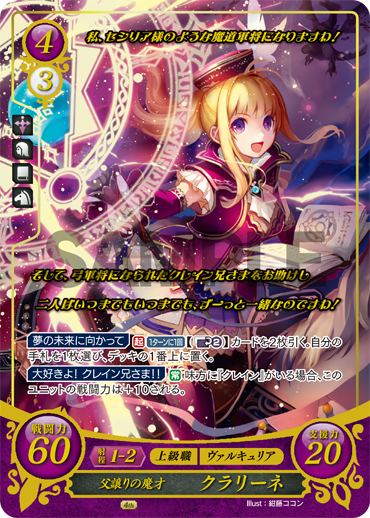 4
3
私、セシリア様のような魔道軍将になりますね!
SAMPLE
そして、弓軍将になられたクレイン兄さまをお助けし
二人はいつまでもいつまでも、ずーっと一緒なのですね!
夢の未来に向かって 起 1ターンに1回【2】カードを2枚引く。自分の
手札を1枚選び、デッキの1番上に置く。
大好きよ! クレイン兄さま!! 常 味方に『クレイン』がいる場合、この
ユニットの戦闘力は+10される。
戦闘力
60
射程 1-2 上級職 ヴァルキュリア
支援力
20
父譲りの魔才 クラリーネ
4th
Illust:紺藤ココン